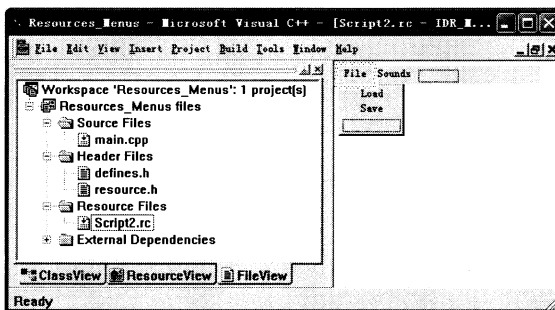 Resources_Menus - Microsoft Visual C++ - [Script2.rc - IDR_M...
File Edit View Insert Project Build Tools Window Help
Workspace 'Resources_Menus': 1 project(s)
Resources_Menus files
Source Files
main.cpp
Header Files
defines.h
resource.h
Resource Files
Script2.rc
External Dependencies
ClassView ResourceView FileView
File Sounds
Load
Save
Ready